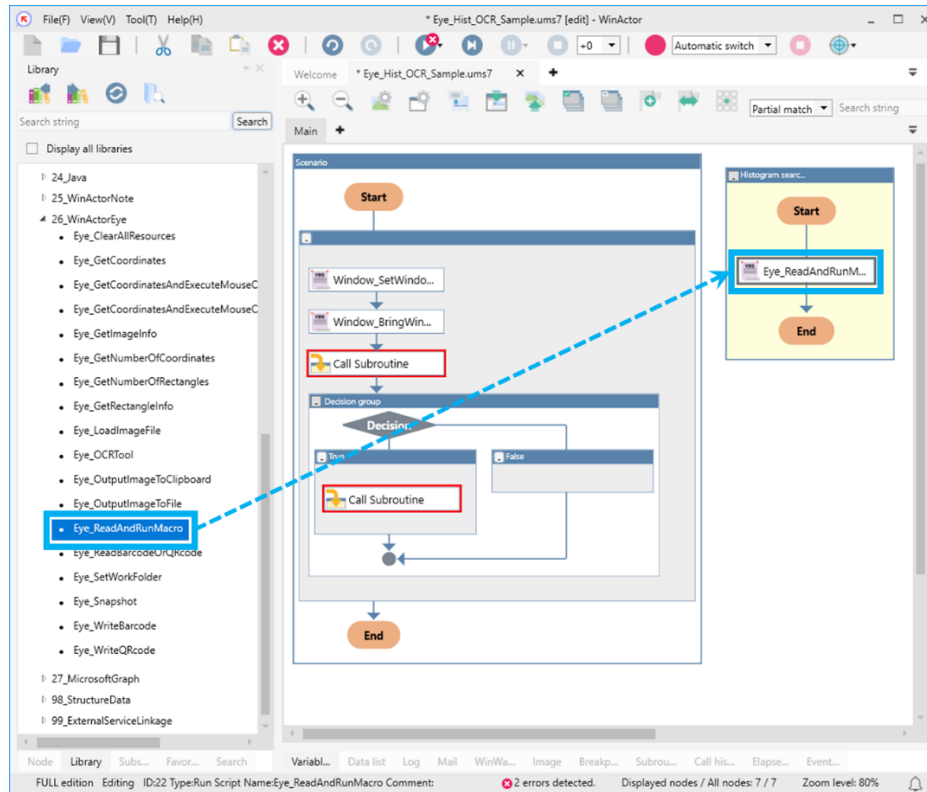 File(F) View(V) Tool(T) Help(H)
* Eye_Hist_OCR_Sample.ums7 [edit] - WinActor
+0
Automatic switch
Library
Search string
Search
Display all libraries
24_Java
25_WinActorNote
26_WinActorEye
Eye_ClearAllResources
Eye_GetCoordinates
Eye_GetCoordinatesAndExecuteMouseC
Eye_GetCoordinatesAndExecuteMouseC
Eye_GetImageInfo
Eye_GetNumberOfCoordinates
Eye_GetNumberOfRectangles
Eye_GetRectangleInfo
Eye_LoadImageFile
Eye_OCRTool
Eye_OutputImageToClipboard
Eye_OutputImageToFile
Eye_ReadAndRunMacro
Eye_ReadBarcodeOrQRcode
Eye_SetWorkFolder
Eye_Snapshot
Eye_WriteBarcode
Eye_WriteQRcode
27_MicrosoftGraph
98_StructureData
99_ExternalServiceLinkage
Node Library Subs... Favor... Search
Welcome * Eye_Hist_OCR_Sample.ums7
Partial match
Search string
Main
Scenario
Start
Window_SetWindo...
Window_BringWin...
Call Subroutine
Decision group
Decision
True
False
Call Subroutine
End
Histogram searc...
Start
Eye_ReadAndRunM...
End
Variabl... Data list Log Mail WinWa... Image Breakp... Subrou... Call his... Elapse... Event...
FULL edition Editing ID:22 Type:Run Script Name:Eye_ReadAndRunMacro Comment: 2 errors detected. Displayed nodes / All nodes: 7 / 7 Zoom level: 80%